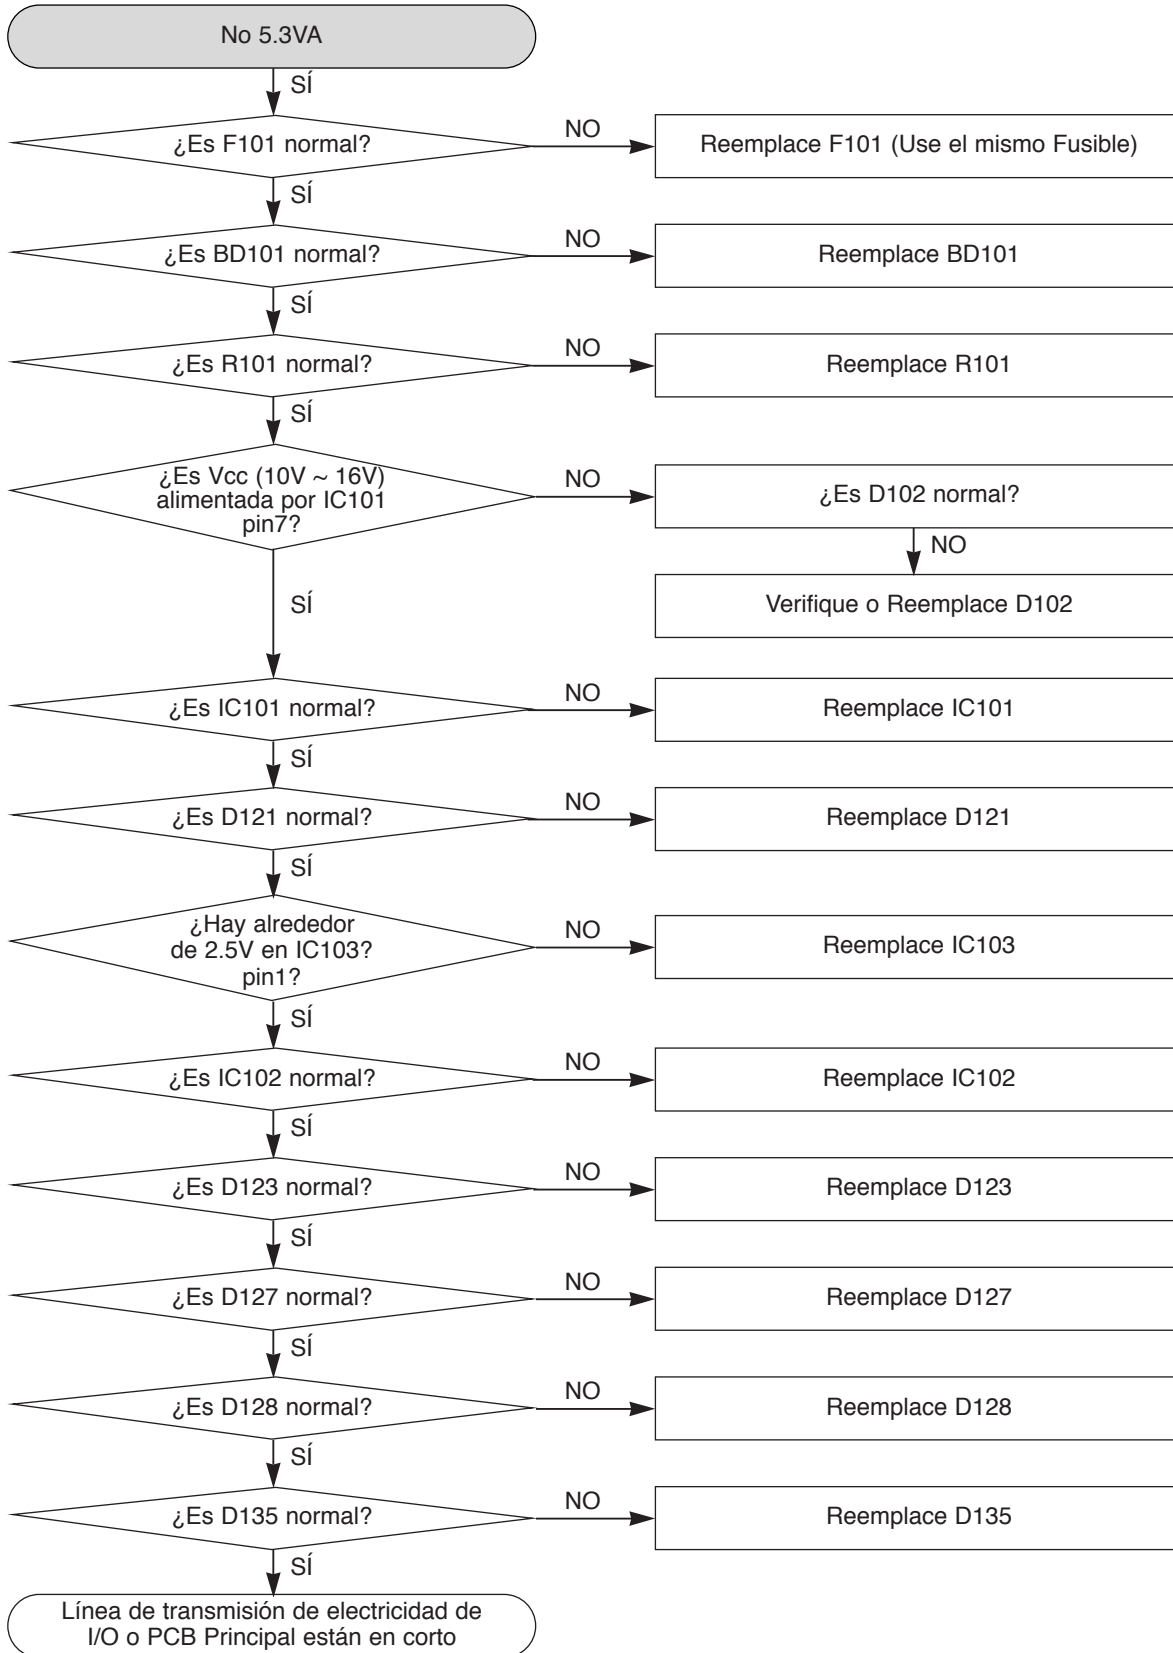 No 5.3VA
SÍ
¿Es F101 normal?
NO
Reemplace F101 (Use el mismo Fusible)
SÍ
¿Es BD101 normal?
NO
Reemplace BD101
SÍ
¿Es R101 normal?
NO
Reemplace R101
SÍ
¿Es Vcc (10V ~ 16V)
alimentada por IC101
pin7?
NO
¿Es D102 normal?
NO
Verifique o Reemplace D102
SÍ
¿Es IC101 normal?
NO
Reemplace IC101
SÍ
¿Es D121 normal?
NO
Reemplace D121
SÍ
¿Hay alrededor
de 2.5V en IC103?
pin1?
NO
Reemplace IC103
SÍ
¿Es IC102 normal?
NO
Reemplace IC102
SÍ
¿Es D123 normal?
NO
Reemplace D123
SÍ
¿Es D127 normal?
NO
Reemplace D127
SÍ
¿Es D128 normal?
NO
Reemplace D128
SÍ
¿Es D135 normal?
NO
Reemplace D135
SÍ
Línea de transmisión de electricidad de
I/O o PCB Principal están en corto